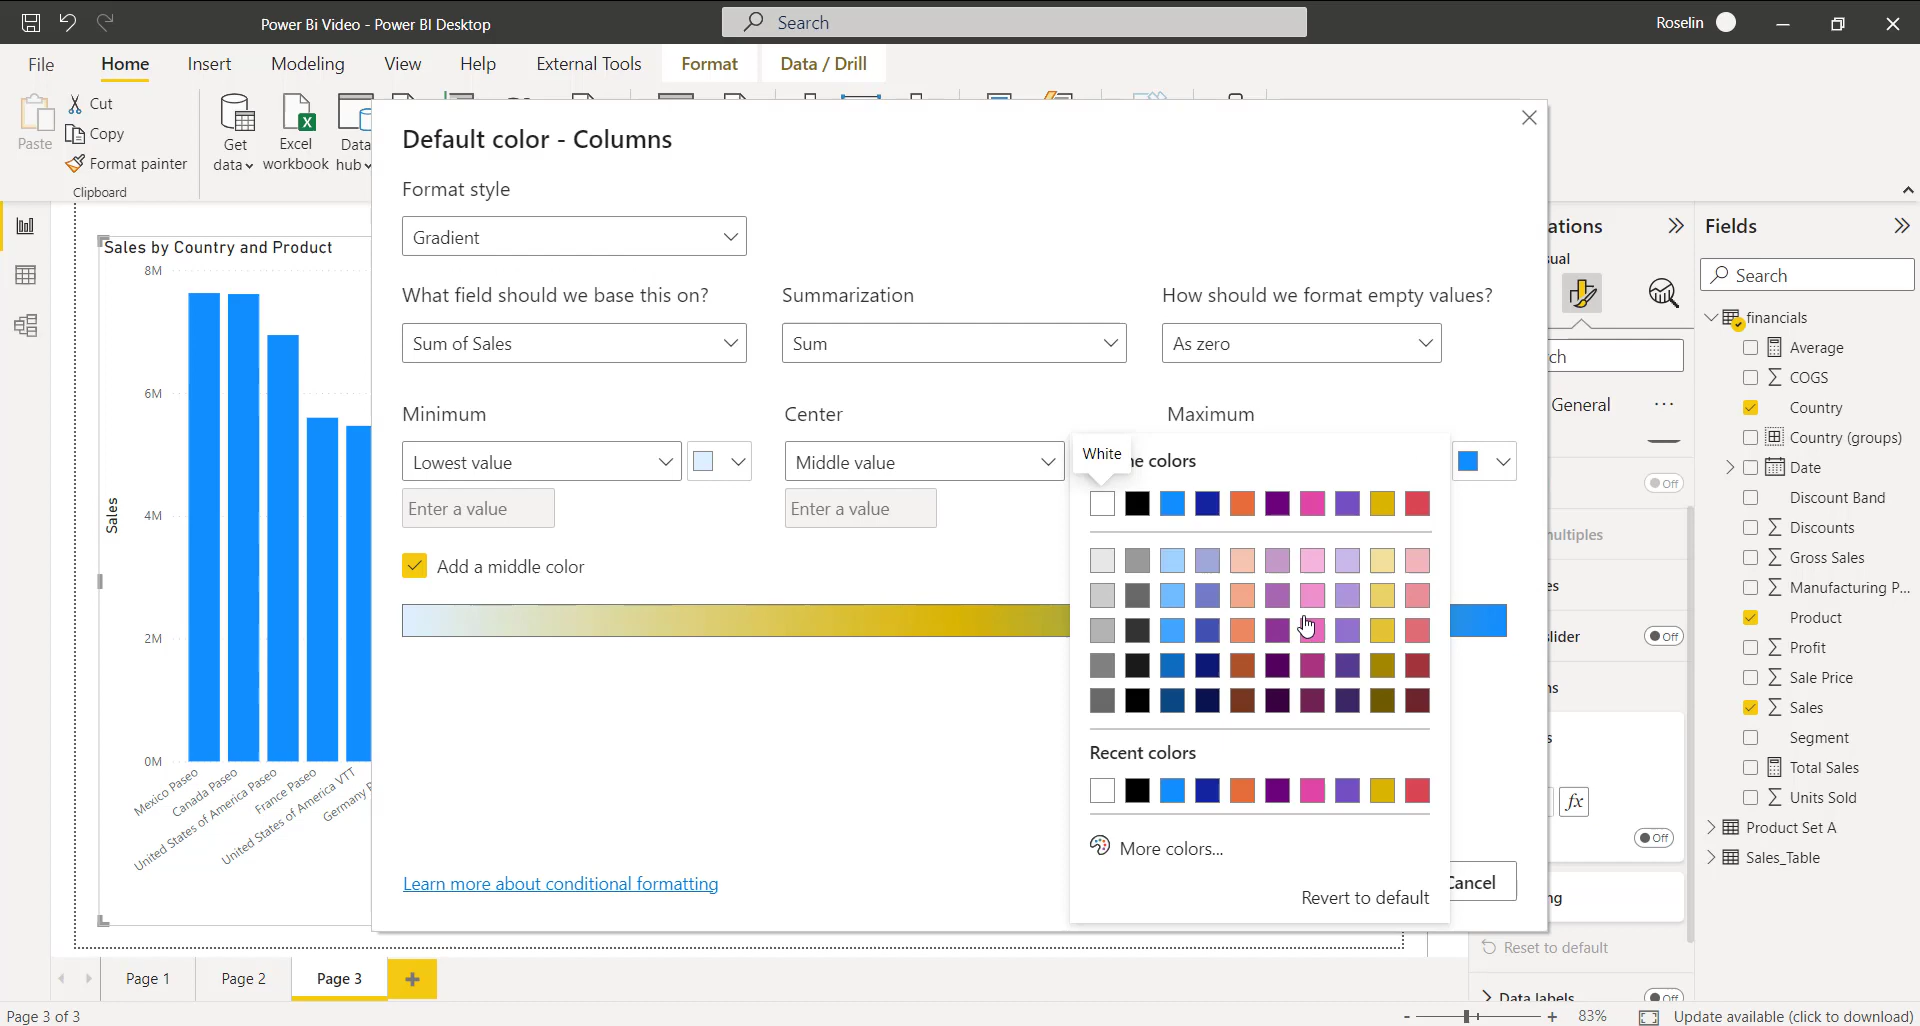 Power Bi Video - Power BI Desktop
Search
Roselin
File
Home
Insert
Modeling
View
Help
External Tools
Format
Data / Drill
Paste
Cut
Copy
Format painter
Clipboard
Get data
Excel workbook
Data hub
Default color - Columns
Format style
Gradient
What field should we base this on?
Summarization
How should we format empty values?
Sum of Sales
Sum
As zero
Minimum
Center
Maximum
Lowest value
Middle value
Enter a value
Enter a value
Add a middle color
White
me colors
Recent colors
More colors...
Revert to default
Cancel
Learn more about conditional formatting
Sales by Country and Product
8M
6M
4M
2M
0M
Sales
Mexico Paseo
Canada Paseo
United States of America Paseo
France Paseo
United States of America VTT
Germany P
ations
sual
ch
General
...
Off
multiples
es
slider
Off
ns
s
fx
Off
ng
Reset to default
Data labels
Off
Fields
Search
financials
Average
COGS
Country
Country (groups)
Date
Discount Band
Discounts
Gross Sales
Manufacturing P...
Product
Profit
Sale Price
Sales
Segment
Total Sales
Units Sold
Product Set A
Sales_Table
Page 1
Page 2
Page 3
+
Page 3 of 3
- + 83%
Update available (click to download)